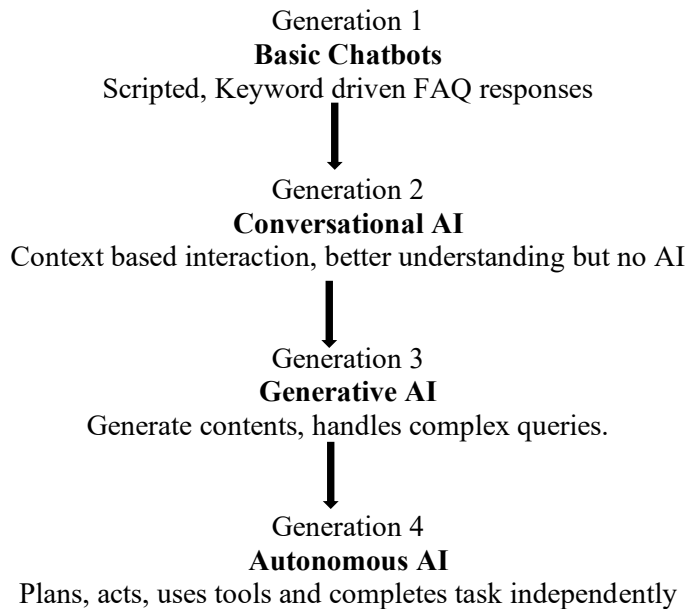 Generation 1
Basic Chatbots
Scripted, Keyword driven FAQ responses
Generation 2
Conversational AI
Context based interaction, better understanding but no AI
Generation 3
Generative AI
Generate contents, handles complex queries.
Generation 4
Autonomous AI
Plans, acts, uses tools and completes task independently